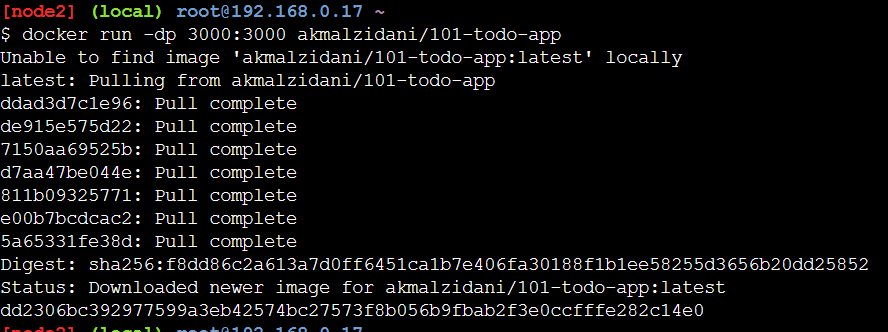 [node2] (local) root@192.168.0.17 ~
$ docker run -dp 3000:3000 akmalzidani/101-todo-app
Unable to find image 'akmalzidani/101-todo-app:latest' locally
latest: Pulling from akmalzidani/101-todo-app
ddad3d7c1e96: Pull complete
de915e575d22: Pull complete
7150aa69525b: Pull complete
d7aa47be044e: Pull complete
811b09325771: Pull complete
e00b7bcdcac2: Pull complete
5a65331fe38d: Pull complete
Digest: sha256:f8dd86c2a613a7d0ff6451ca1b7e406fa30188f1b1ee58255d3656b20dd25852
Status: Downloaded newer image for akmalzidani/101-todo-app:latest
dd2306bc392977599a3eb42574bc27573f8b056b9fbab2f3e0ccfffe282c14e0
[node2] (local) root@192.168.0.17